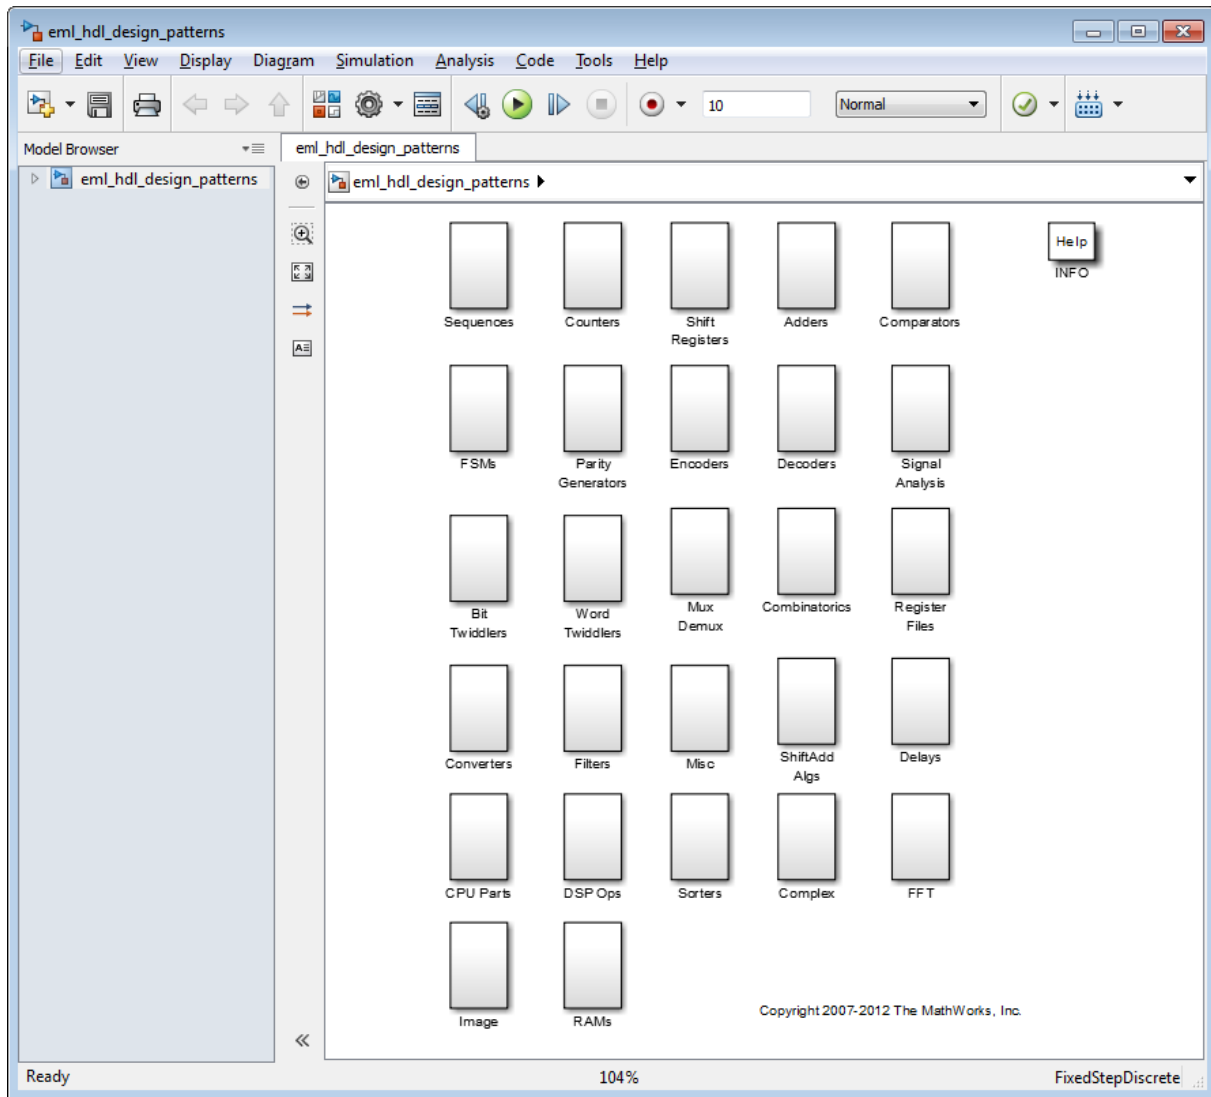 eml_hdl_design_patterns
File Edit View Display Diagram Simulation Analysis Code Tools Help
10 Normal
Model Browser
eml_hdl_design_patterns
eml_hdl_design_patterns
eml_hdl_design_patterns
Help
INFO
Sequences
Counters
Shift
Registers
Adders
Comparators
FSMs
Parity
Generators
Encoders
Decoders
Signal
Analysis
Bit
Twiddlers
Word
Twiddlers
Mux
Demux
Combinatorics
Register
Files
Converters
Filters
Misc
ShiftAdd
Algs
Delays
CPU Parts
DSP Ops
Sorters
Complex
FFT
Image
RAMs
Copyright 2007-2012 The MathWorks, Inc.
Ready
104%
FixedStepDiscrete